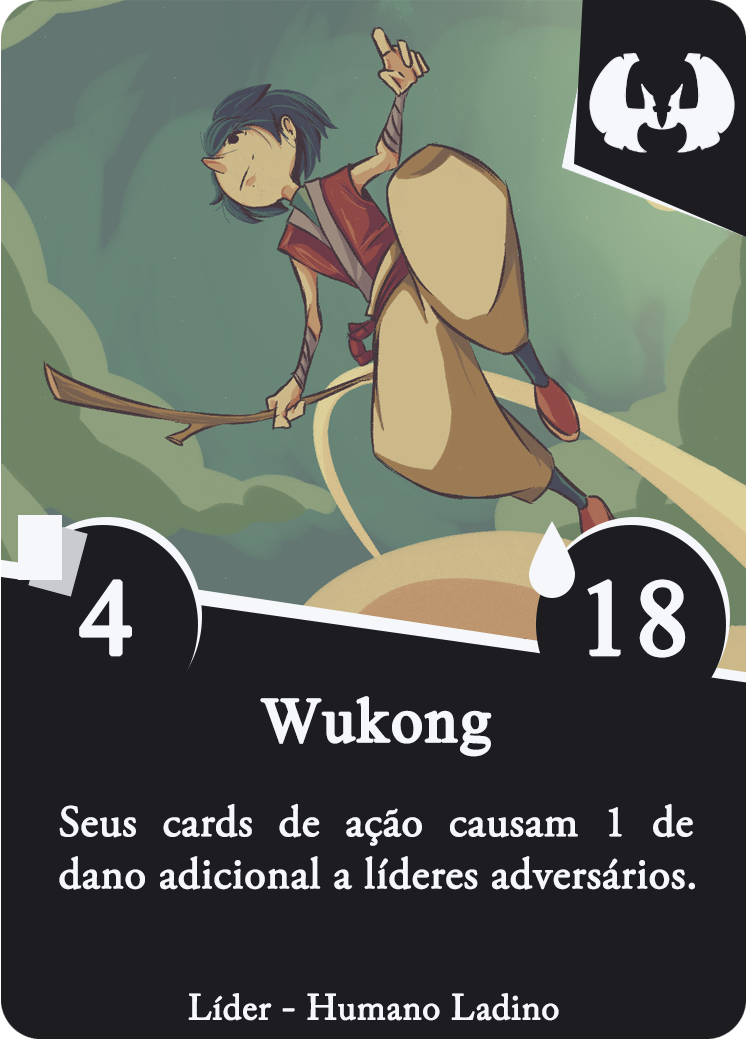 4
18
Wukong
Seus cards de ação causam 1 de
dano adicional a líderes adversários.
Líder - Humano Ladino